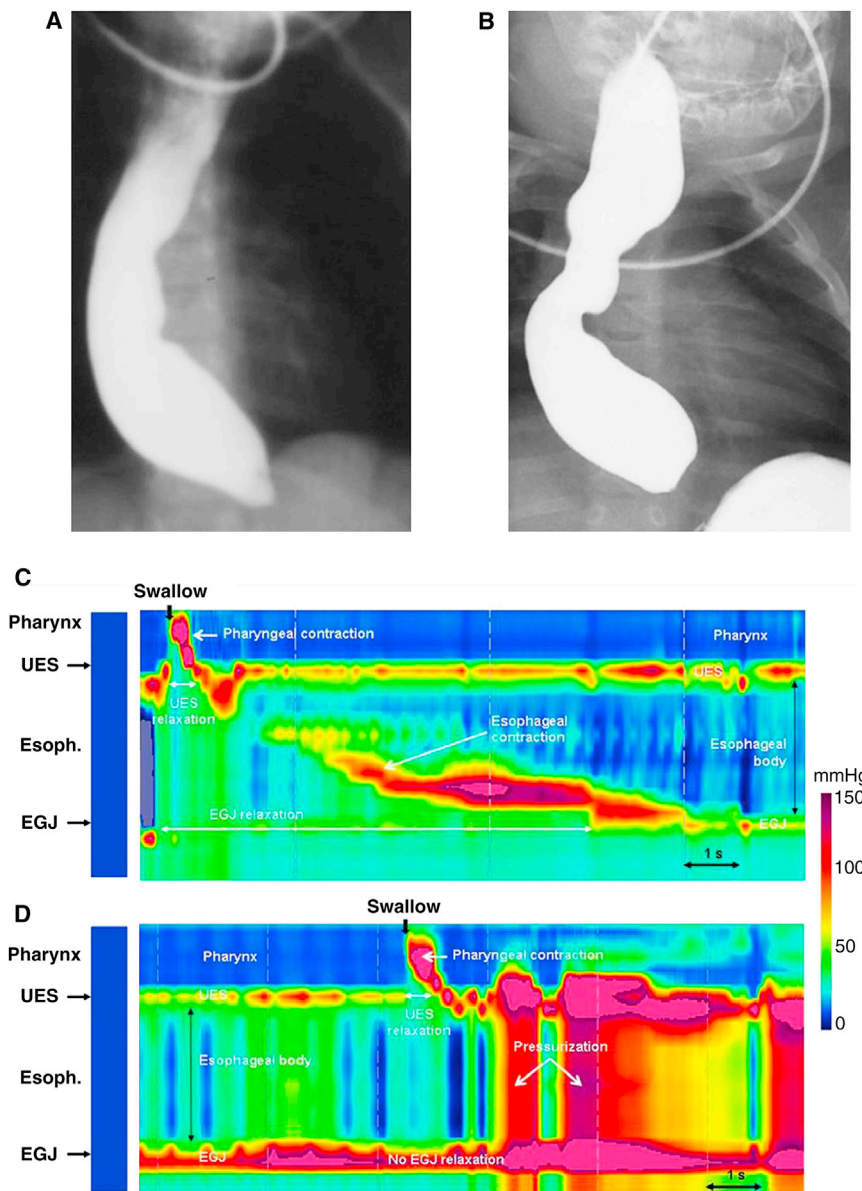 A
B
C
Swallow
Pharynx
Pharyngeal contraction
Pharynx
UES
UES
UES
relaxation
Esophageal
contraction
Esoph.
Esophageal
body
mmHg
150
EGJ relaxation
EGJ
EGJ
1 s
100
D
Swallow
Pharynx
Pharynx
Pharyngeal contraction
50
UES
UES
UES
relaxation
0
Pressurization
Esoph.
Esophageal body
EGJ
EGJ
No EGJ relaxation
1 s